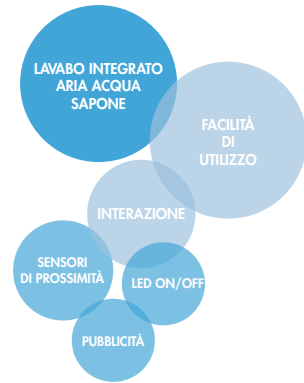 LAVABO INTEGRATO
ARIA ACQUA
SAPONE
FACILITÀ
DI
UTILIZZO
INTERAZIONE
SENSORI
DI PROSSIMITÀ
LED ON/OFF
PUBBLICITÀ